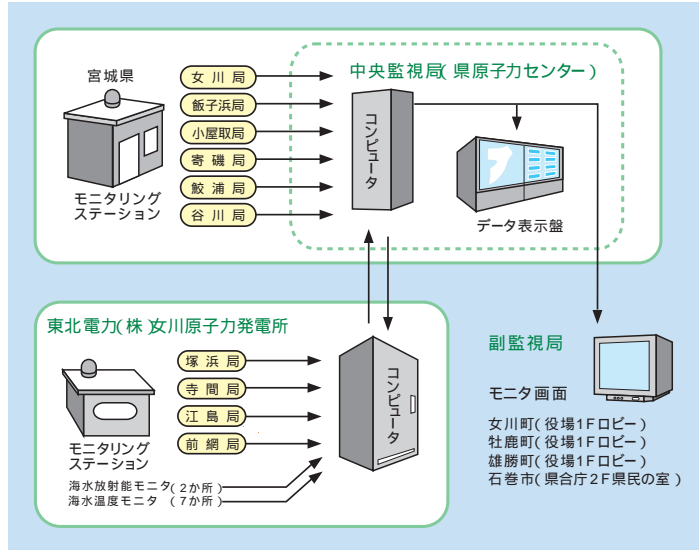 宮城県
モニタリング
ステーション
女川局
飯子浜局
小屋取局
寄磯局
鮫浦局
谷川局
中央監視局(県原子力センター)
コンピュータ
データ表示盤
東北電力(株)女川原子力発電所
モニタリング
ステーション
塚浜局
寺間局
江島局
前網局
海水放射能モニタ(2か所)
海水温度モニタ(7か所)
コンピュータ
副監視局
モニタ画面
女川町(役場1Fロビー)
牡鹿町(役場1Fロビー)
雄勝町(役場1Fロビー)
石巻市(県合庁2F県民の室)